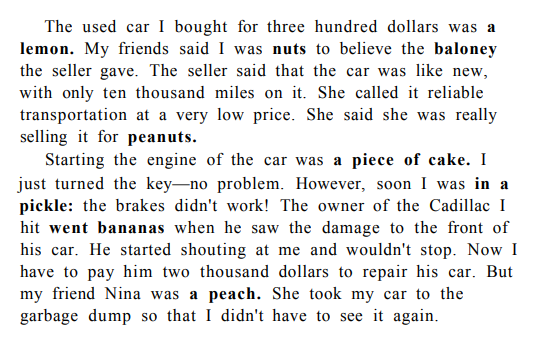 The used car I bought for three hundred dollars was a
lemon. My friends said I was nuts to believe the baloney
the seller gave. The seller said that the car was like new,
with only ten thousand miles on it. She called it reliable
transportation at a very low price. She said she was really
selling it for peanuts.
Starting the engine of the car was a piece of cake. I
just turned the key—no problem. However, soon I was in a
pickle: the brakes didn't work! The owner of the Cadillac I
hit went bananas when he saw the damage to the front of
his car. He started shouting at me and wouldn't stop. Now I
have to pay him two thousand dollars to repair his car. But
my friend Nina was a peach. She took my car to the
garbage dump so that I didn't have to see it again.